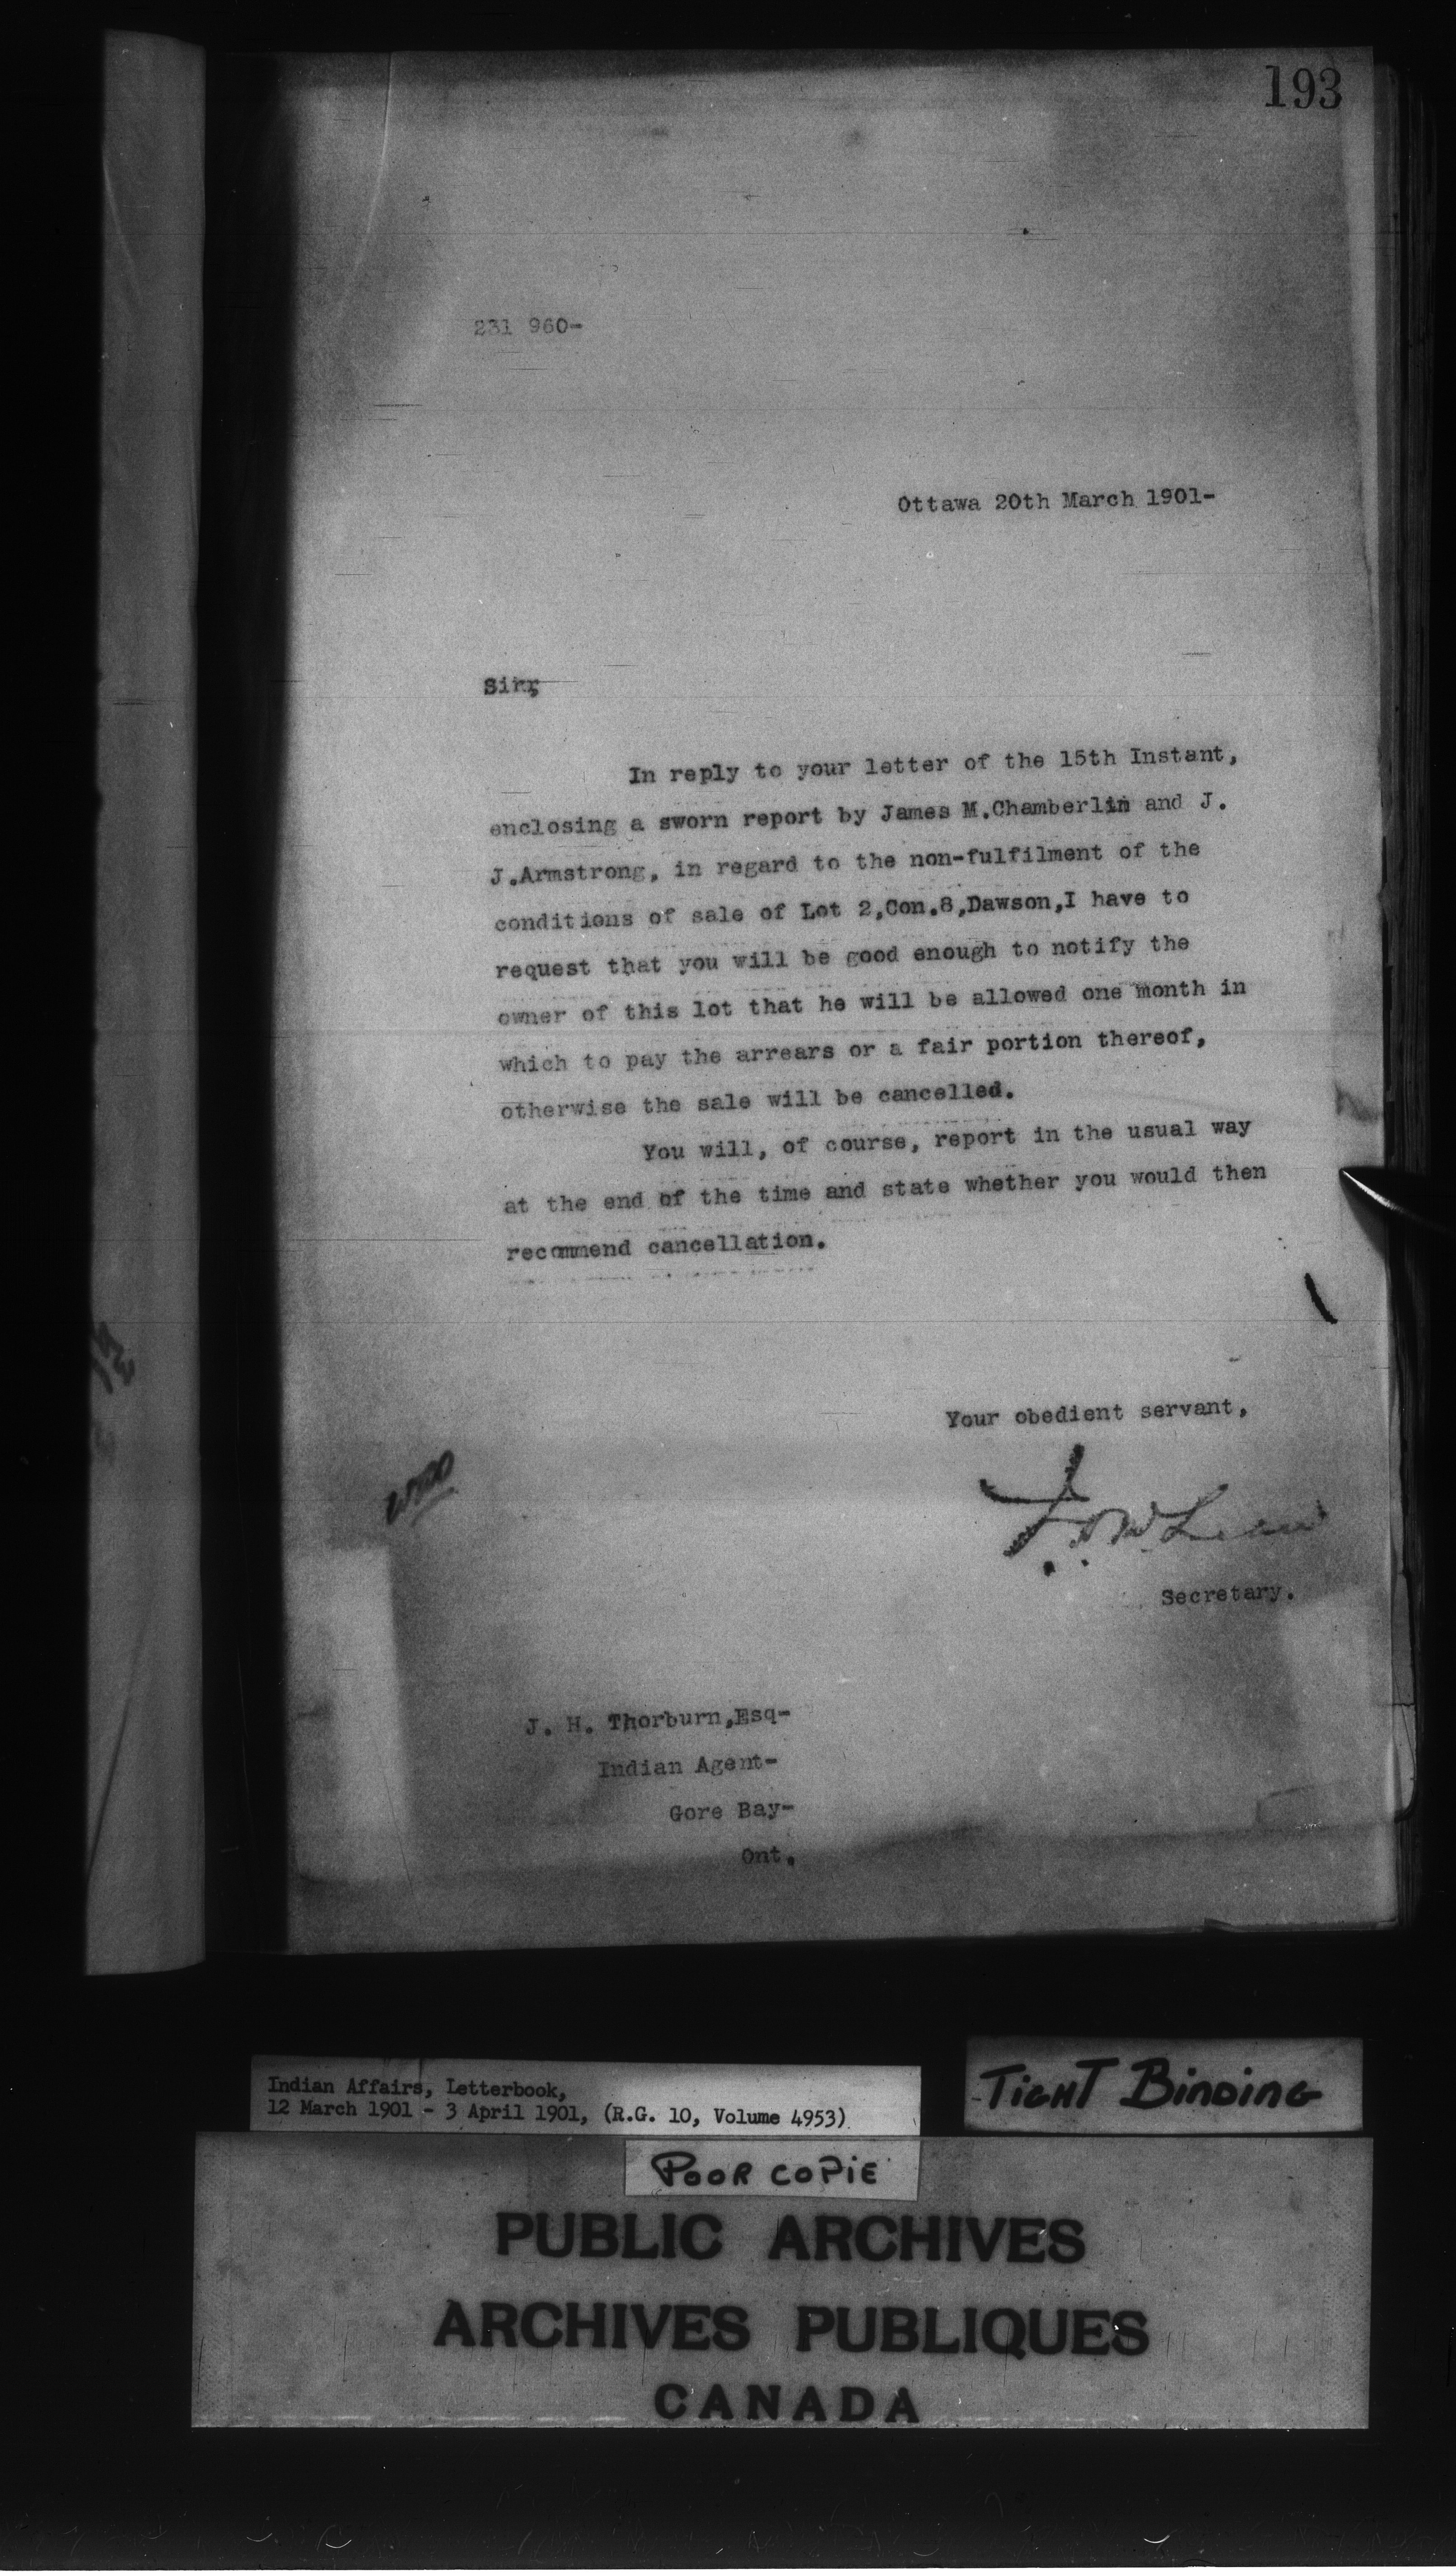 193
231 960-
Ottawa 20th March 1901-
Sir,
In reply to your letter of the 15th Instant,
enclosing a sworn report by James M.Chamberlin and J.
J.Armstrong, in regard to the non-fulfilment of the
conditions of sale of Lot 2,Con.8,Dawson,I have to
request that you will be good enough to notify the
owner of this lot that he will be allowed one month in
which to pay the arrears or a fair portion thereof,
otherwise the sale will be cancelled.
You will, of course, report in the usual way
at the end of the time and state whether you would then
recommend cancellation.
Your obedient servant,
Secretary.
J. H. Thorburn,Esq-
Indian Agent-
Gore Bay-
Ont.
Indian Affairs, Letterbook,
12 March 1901 - 3 April 1901, (R.G. 10, Volume 4953)
TIGHT BINDING
POOR COPIE
PUBLIC ARCHIVES
ARCHIVES PUBLIQUES
CANADA